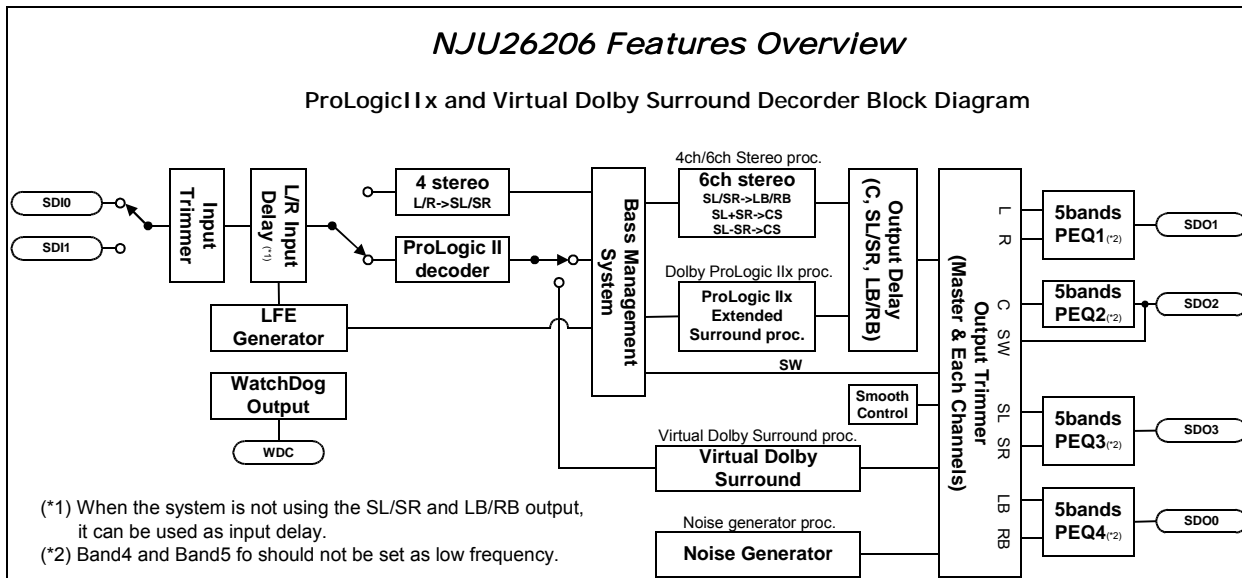 NJU26206 Features Overview
ProLogicIIx and Virtual Dolby Surround Decorder Block Diagram
SDI0
SDI1
Input
Trimmer
L/R Input
Delay (*1)
LFE
Generator
WatchDog
Output
WDC
4 stereo
L/R->SL/SR
ProLogic II
decoder
Bass Management
System
4ch/6ch Stereo proc.
6ch stereo
SL/SR->LB/RB
SL+SR->CS
SL-SR->CS
Dolby ProLogic IIx proc.
ProLogic IIx
Extended
Surround proc.
SW
Output Delay
(C, SL/SR, LB/RB)
Smooth
Control
Virtual Dolby Surround proc.
Virtual Dolby
Surround
Noise generator proc.
Noise Generator
Output Trimmer
(Master & Each Channels)
L
R
C
SW
SL
SR
LB
RB
5bands
PEQ1(*2)
5bands
PEQ2(*2)
5bands
PEQ3(*2)
5bands
PEQ4(*2)
SDO1
SDO2
SDO3
SDO0
(*1) When the system is not using the SL/SR and LB/RB output,
it can be used as input delay.
(*2) Band4 and Band5 fo should not be set as low frequency.